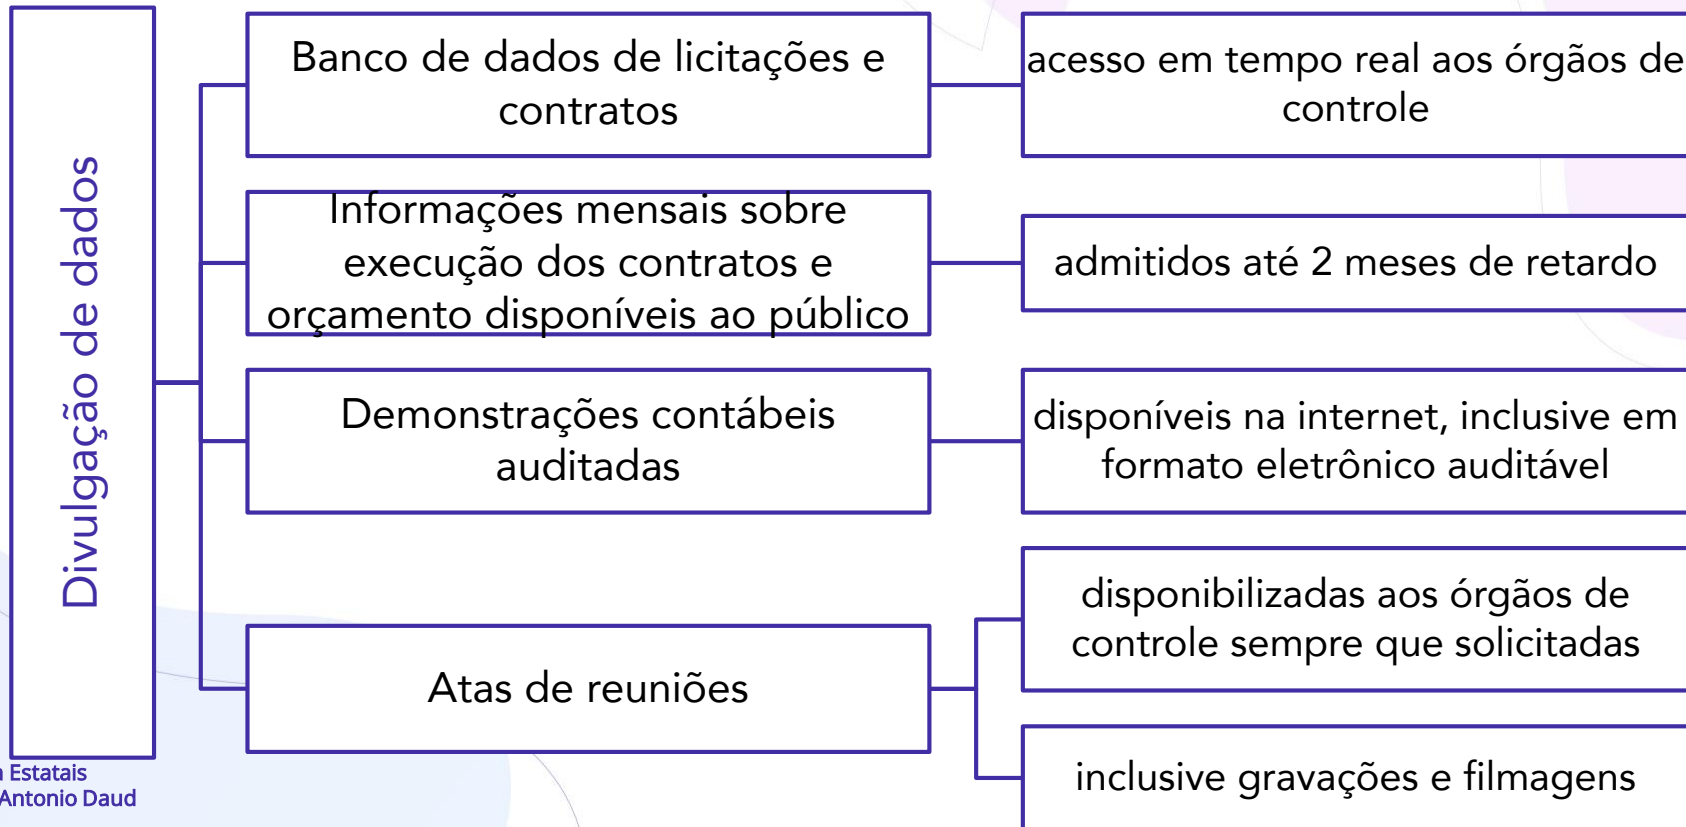 Divulgação de dados
Banco de dados de licitações e
contratos
acesso em tempo real aos órgãos de
controle
Informações mensais sobre
execução dos contratos e
orçamento disponíveis ao público
admitidos até 2 meses de retardo
Demonstrações contábeis
auditadas
disponíveis na internet, inclusive em
formato eletrônico auditável
Atas de reuniões
disponibilizadas aos órgãos de
controle sempre que solicitadas
inclusive gravações e filmagens
Estatais
Antonio Daud